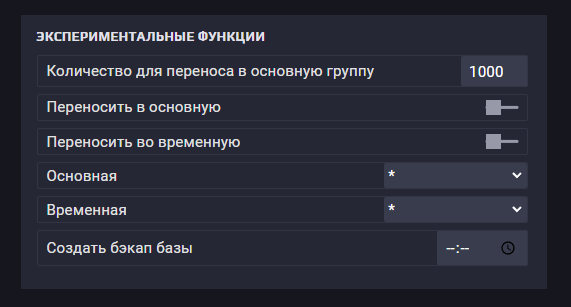 ЭКСПЕРИМЕНТАЛЬНЫЕ ФУНКЦИИ
Количество для переноса в основную группу 1000
Переносить в основную
Переносить во временную
Основная *
Временная *
Создать бэкап базы --:--